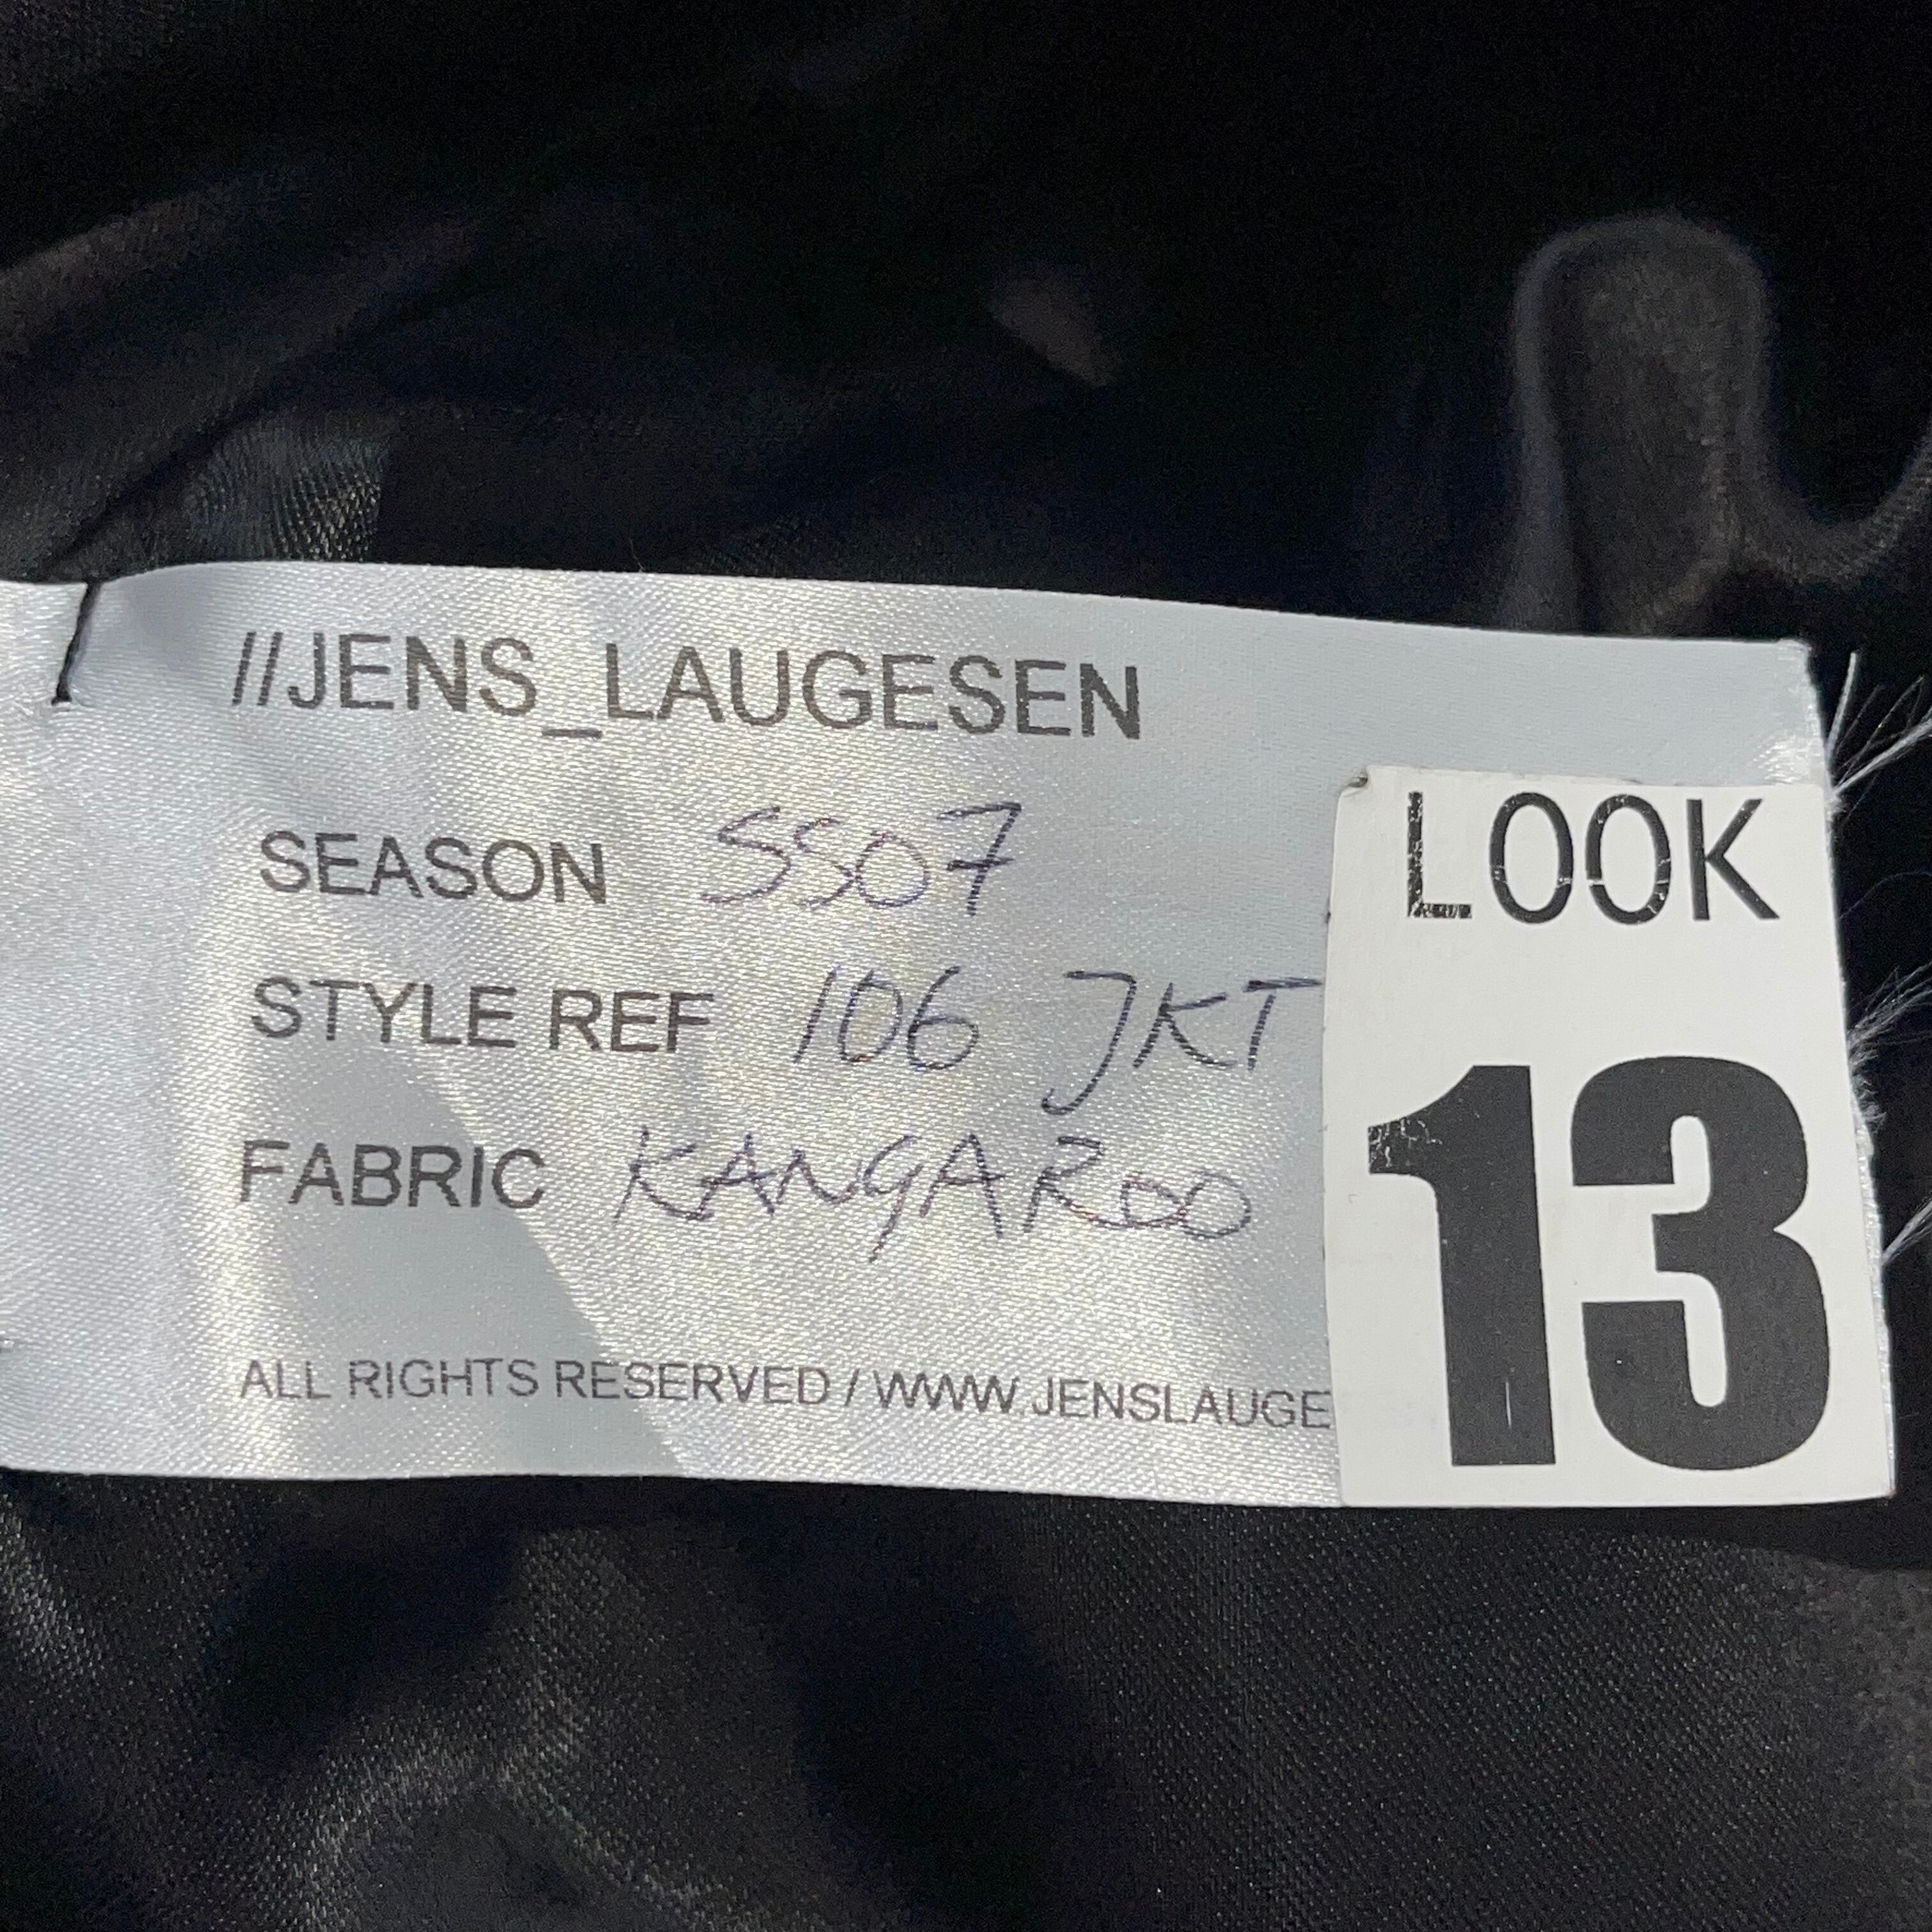 //JENS_LAUGESEN
SEASON SS07
STYLE REF 106 JKT
FABRIC KANGAROO
ALL RIGHTS RESERVED / WWW.JENSLAUGE
LOOK
13